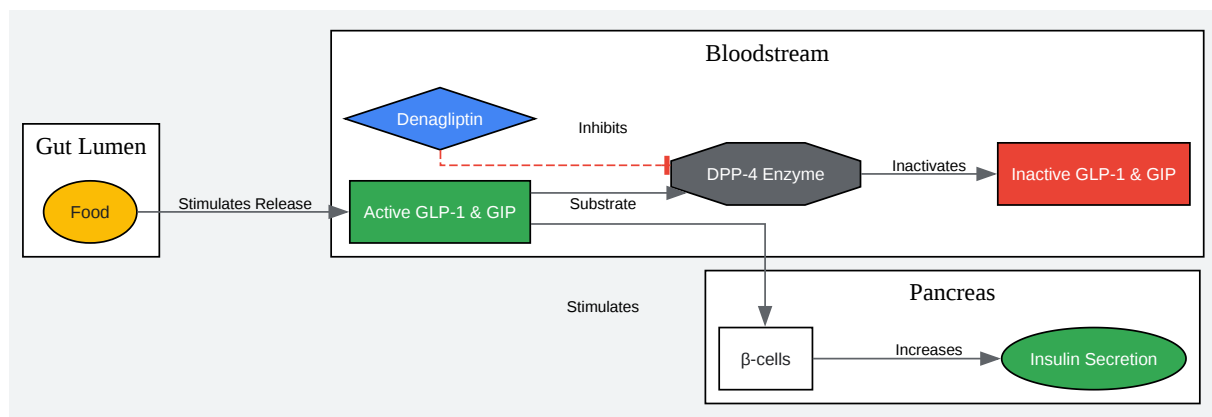 Bloodstream
Denagliptin
Inhibits
Gut Lumen
DPP-4 Enzyme
Inactivates
Inactive GLP-1 & GIP
Food
Stimulates Release
Active GLP-1 & GIP
Substrate
Pancreas
Stimulates
β-cells
Increases
Insulin Secretion